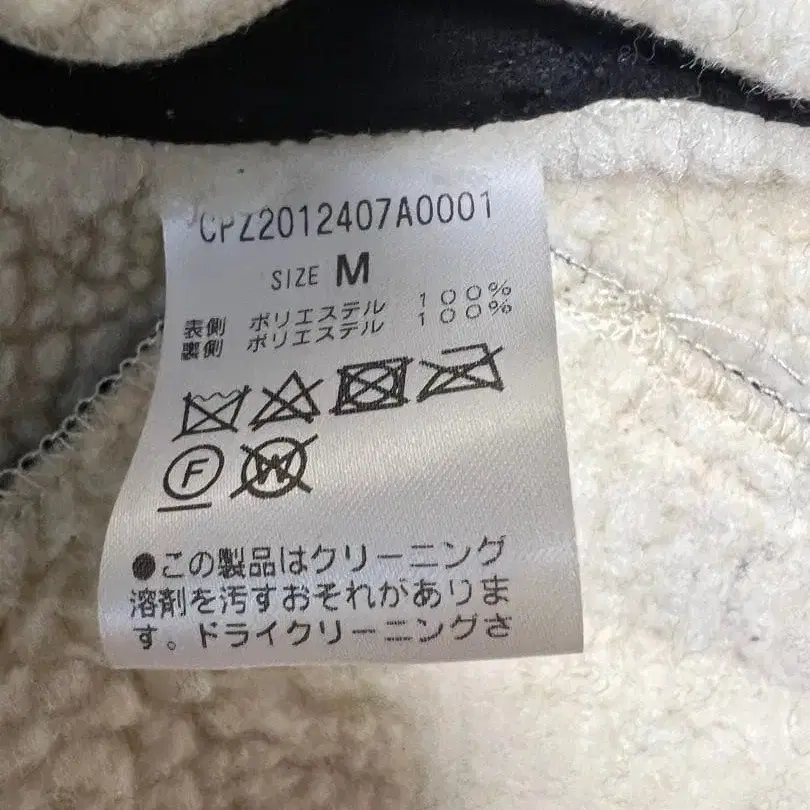 CPZ2012407A0001
SIZE M
表側 ポリエステル 100%
裏側 ポリエステル 100%
F W
●この製品はクリーニング
溶剤を汚すおそれがありま
す。ドライクリーニングさ